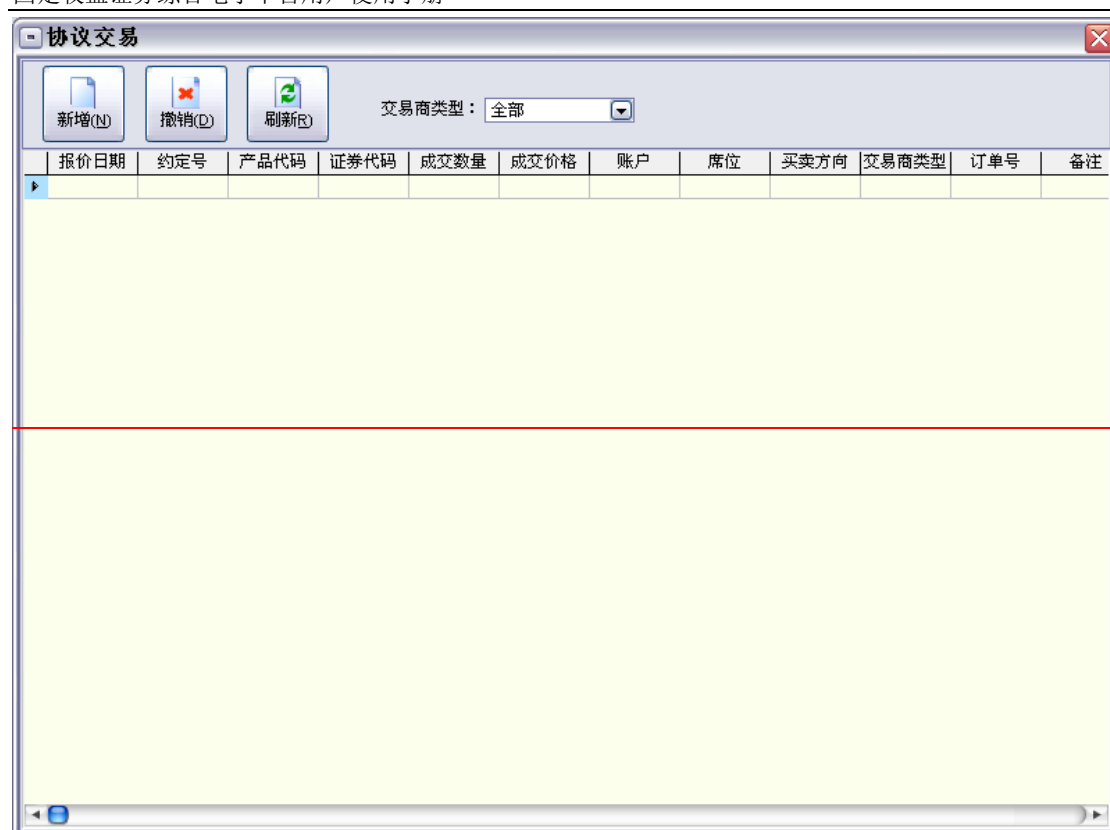 协议交易
新增(N) 撤销(D) 刷新R) 交易商类型： 全部
报价日期 约定号 产品代码 证券代码 成交数量 成交价格 账户 席位 买卖方向 交易商类型 订单号 备注